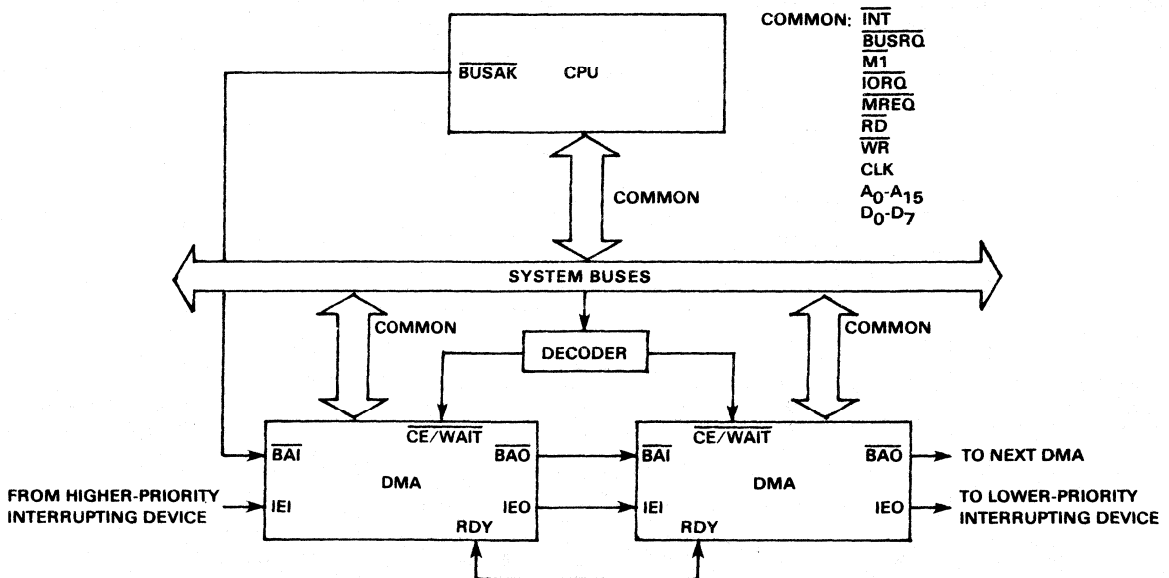 COMMON: INT
BUSRQ
M1
IORQ
MREQ
RD
WR
CLK
A0-A15
D0-D7
BUSAK CPU
COMMON
SYSTEM BUSES
COMMON
COMMON
DECODER
CE/WAIT
CE/WAIT
BAI
BAO
BAI
BAO
TO NEXT DMA
DMA
DMA
FROM HIGHER-PRIORITY
INTERRUPTING DEVICE
IEI
IEO
IEI
IEO
TO LOWER-PRIORITY
INTERRUPTING DEVICE
RDY
RDY